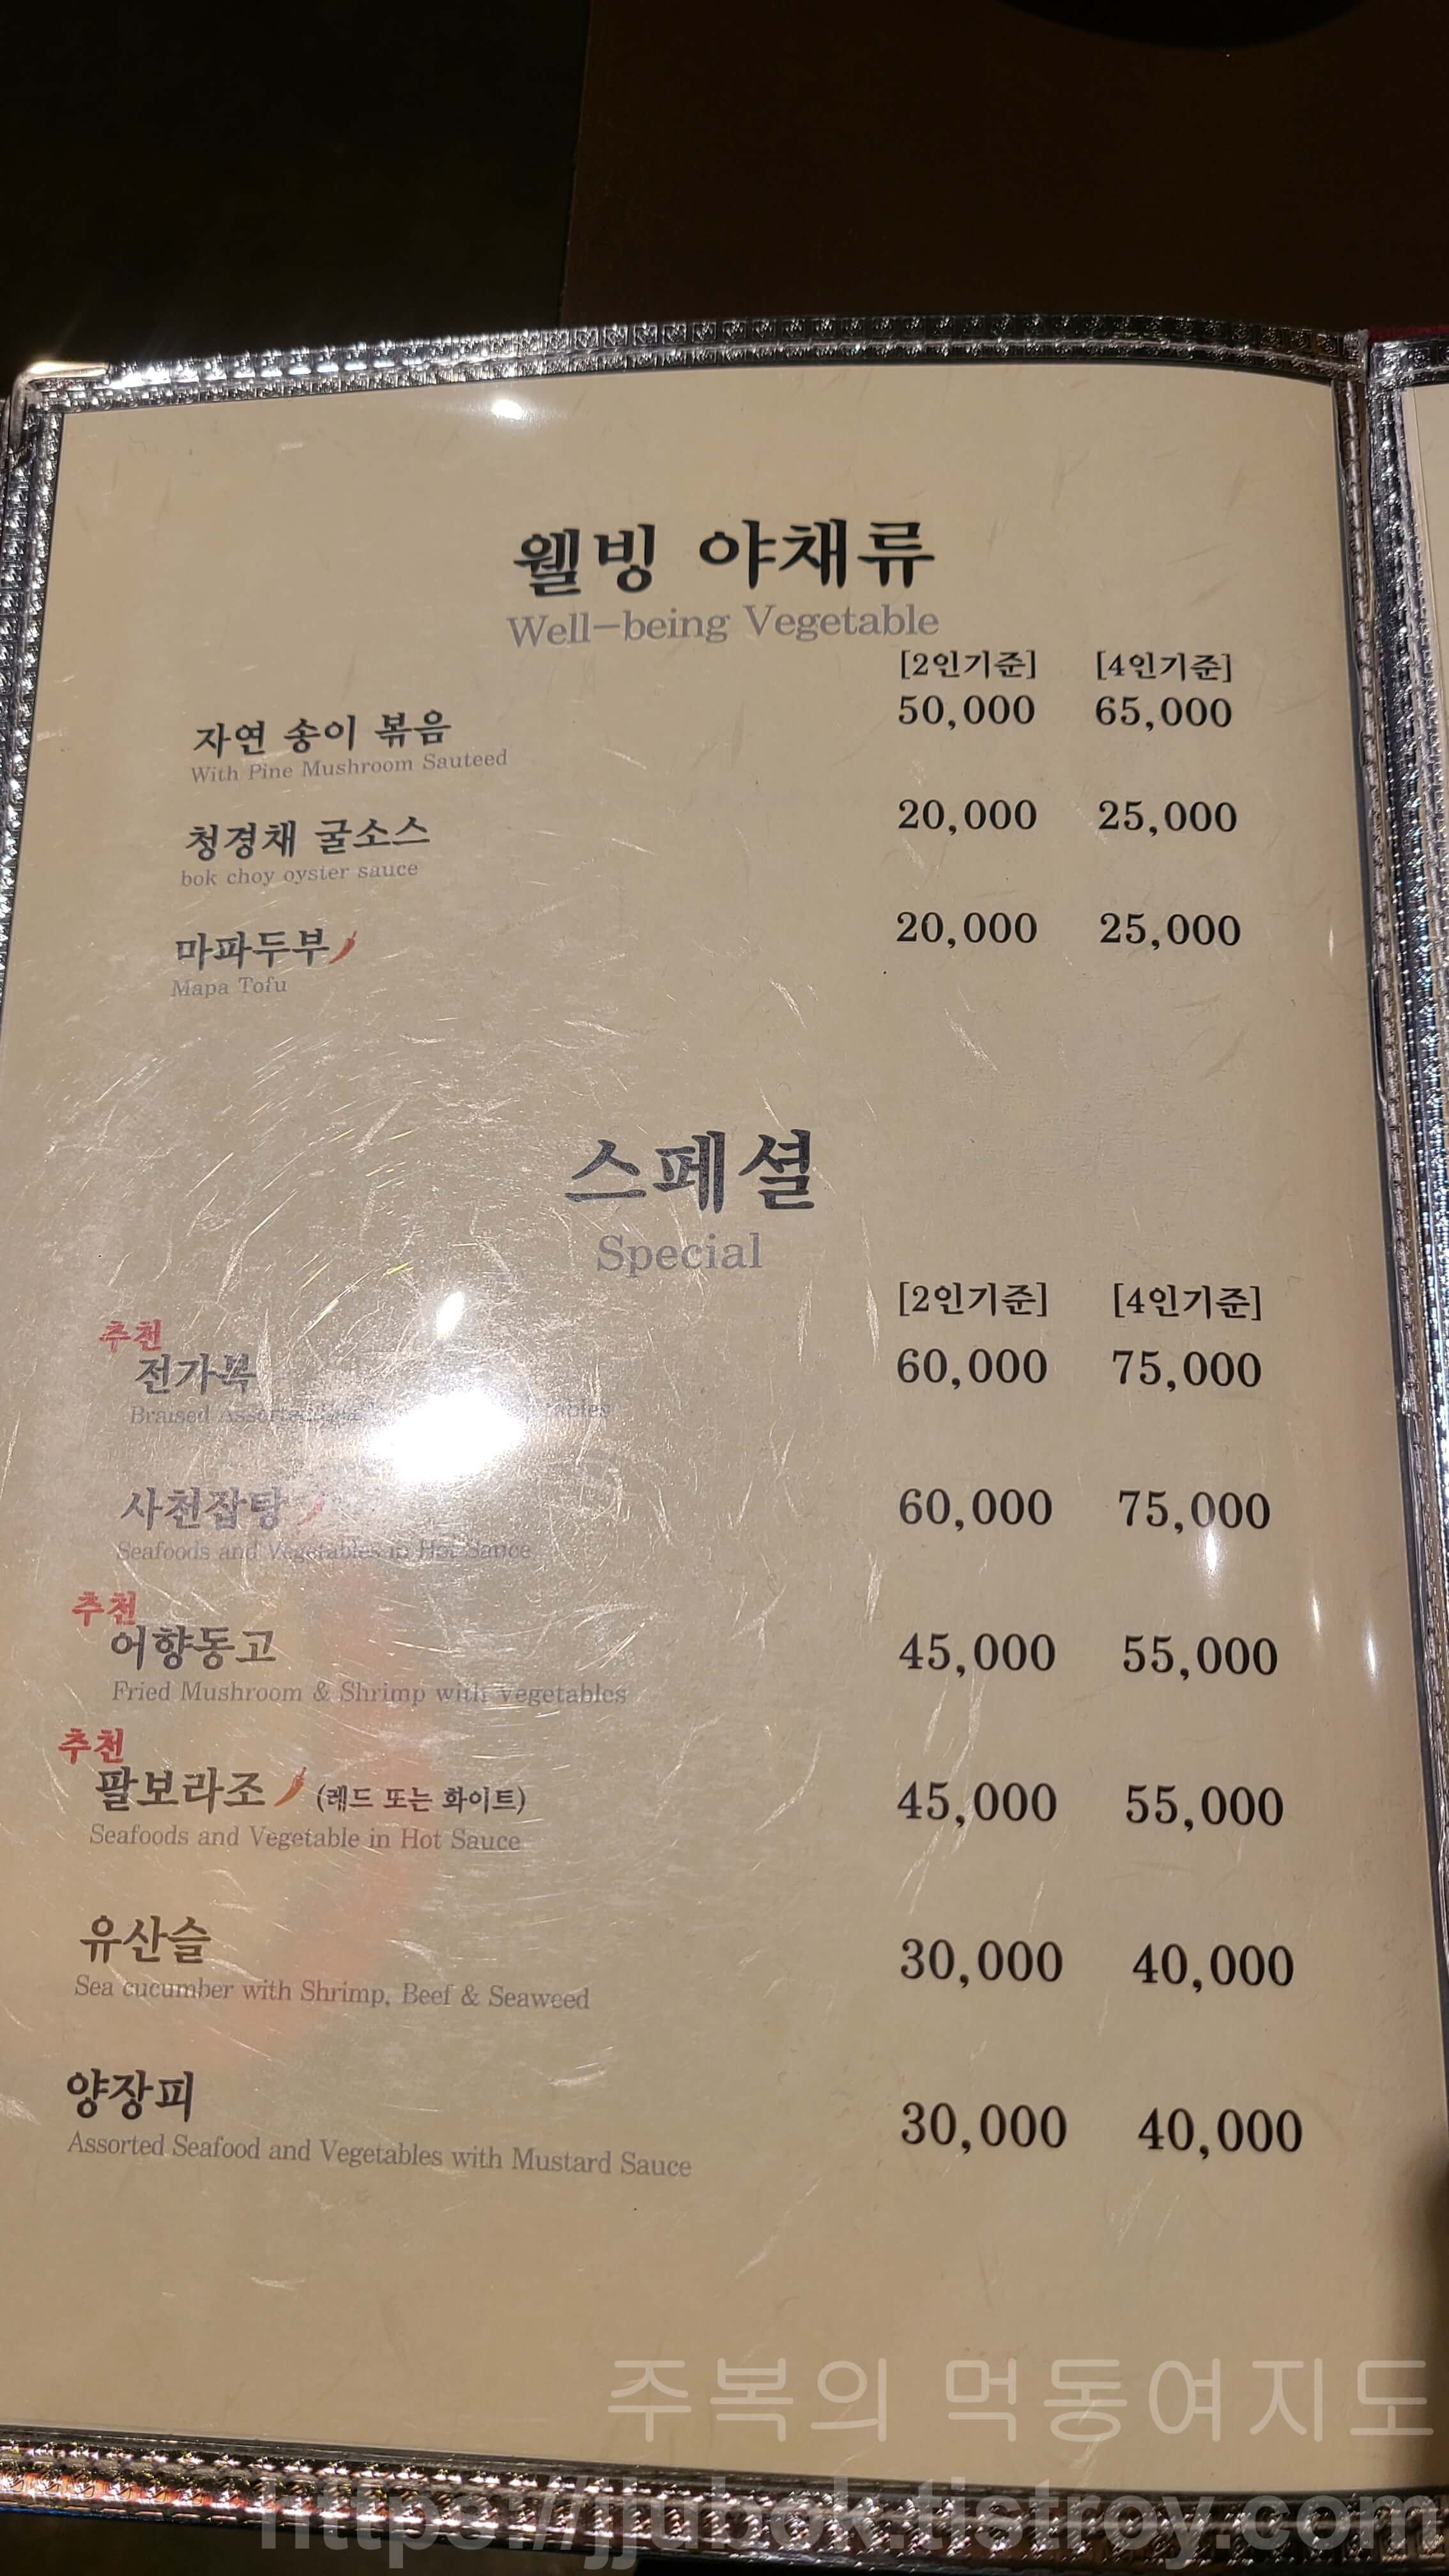 웰빙 야채류
Well-being Vegetable
[2인기준] [4인기준]
자연 송이 볶음 50,000 65,000
With Pine Mushroom Sauteed
청경채 굴소스 20,000 25,000
bok choy oyster sauce
마파두부 20,000 25,000
Mapa Tofu
스페셜
Special
[2인기준] [4인기준]
추천
전가복 60,000 75,000
Braised Assorted
사천잡탕 60,000 75,000
Seafoods and Vegetables in Hot Sauce
추천
어향동고 45,000 55,000
Fried Mushroom & Shrimp with Vegetables
추천
팔보라조 (레드 또는 화이트) 45,000 55,000
Seafoods and Vegetable in Hot Sauce
유산슬 30,000 40,000
Sea cucumber with Shrimp, Beef & Seaweed
양장피 30,000 40,000
Assorted Seafood and Vegetables with Mustard Sauce
주복의 먹동여지도
https://jjubok.tistroy.com